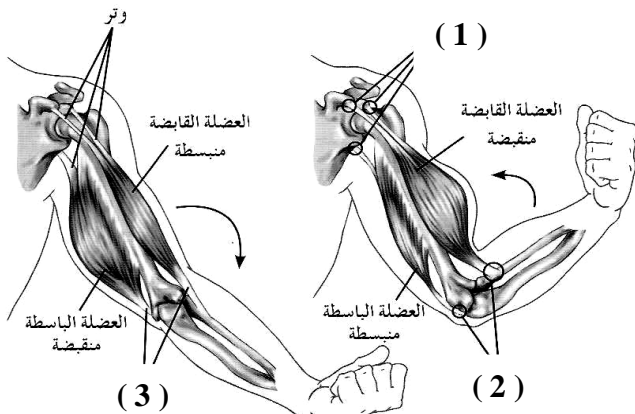 وتر
( 1 )
العضلة القابضة
منبسطة
العضلة القابضة
منقبضة
العضلة الباسطة
منقبضة
العضلة الباسطة
منبسطة
( 3 )
( 2 )